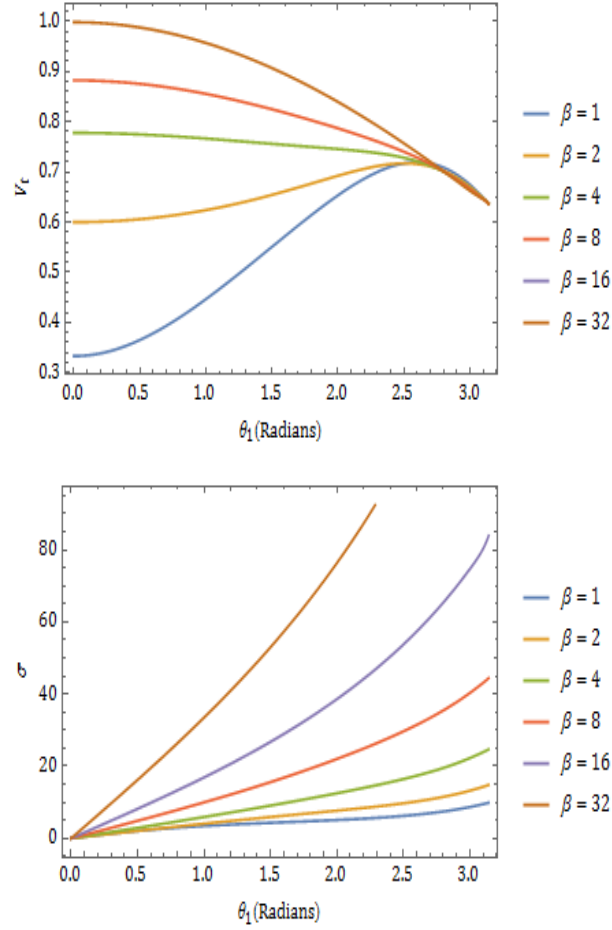 1.0
0.9
0.8
0.7
0.6
0.5
0.4
0.3
ν_t
0.0 0.5 1.0 1.5 2.0 2.5 3.0
θ₁(Radians)
β = 1
β = 2
β = 4
β = 8
β = 16
β = 32
80
60
40
20
0
σ
0.0 0.5 1.0 1.5 2.0 2.5 3.0
θ₁(Radians)
β = 1
β = 2
β = 4
β = 8
β = 16
β = 32